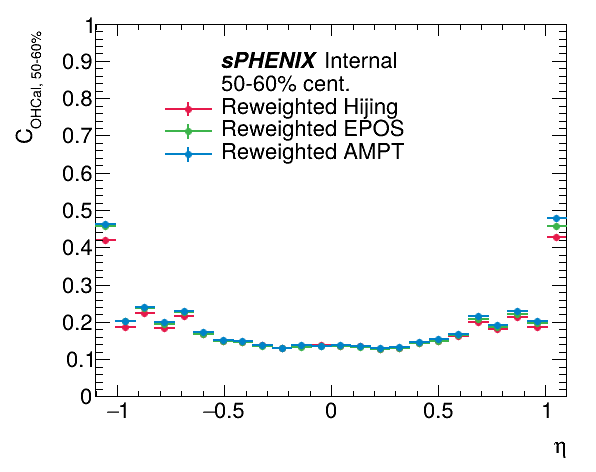 sPHENIX Internal
50-60% cent.
Reweighted Hijing
Reweighted EPOS
Reweighted AMPT
C_OHCal, 50-60%
1
0.9
0.8
0.7
0.6
0.5
0.4
0.3
0.2
0.1
0
−1 −0.5 0 0.5 1
η